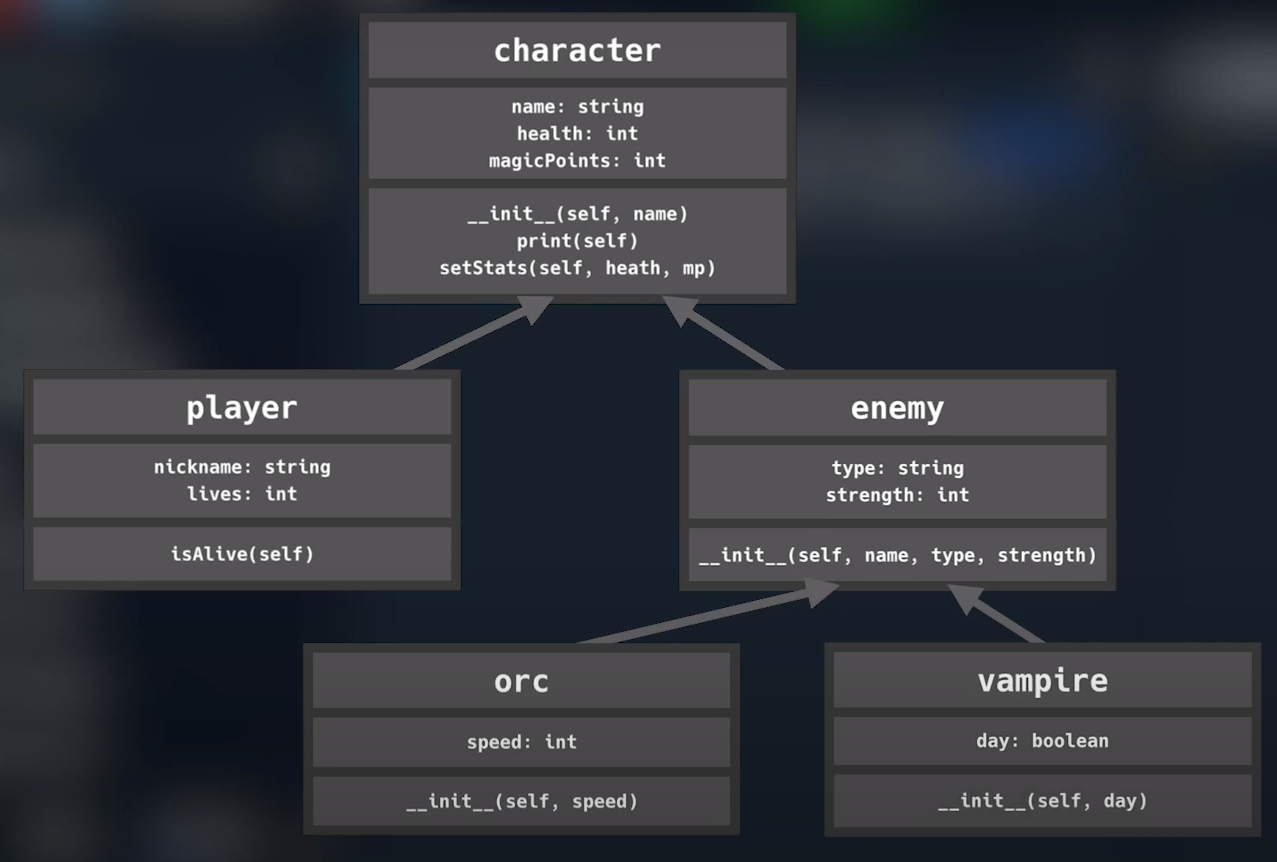 character
name: string
health: int
magicPoints: int
__init__(self, name)
print(self)
setStats(self, heath, mp)
player
nickname: string
lives: int
isAlive(self)
enemy
type: string
strength: int
__init__(self, name, type, strength)
orc
speed: int
__init__(self, speed)
vampire
day: boolean
__init__(self, day)